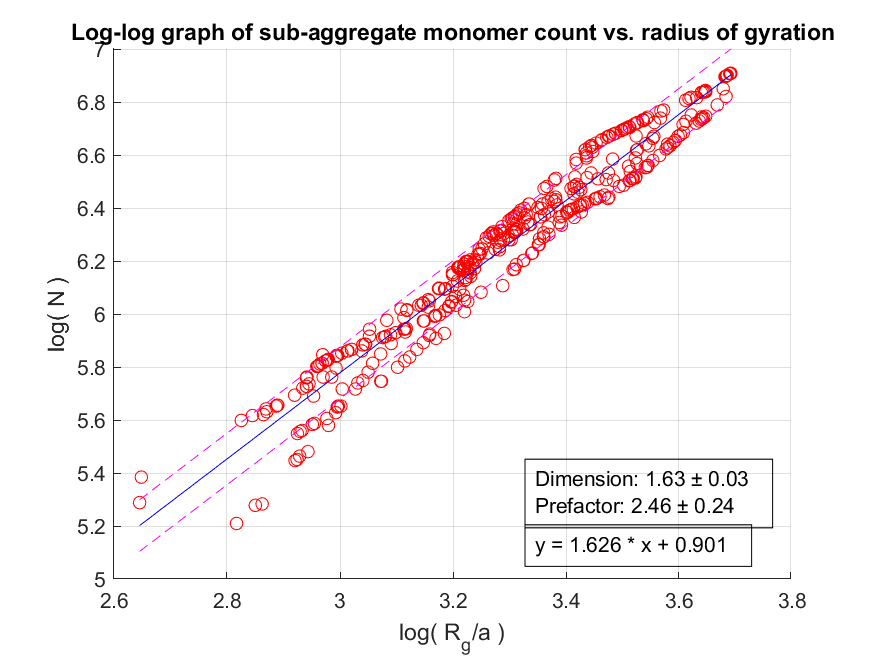 Log-log graph of sub-aggregate monomer count vs. radius of gyration
7
6.8
6.6
6.4
6.2
6
5.8
5.6
5.4
5.2
5
log( N )
Dimension: 1.63 ± 0.03
Prefactor: 2.46 ± 0.24
y = 1.626 * x + 0.901
2.6 2.8 3 3.2 3.4 3.6 3.8
log( Rg/a )